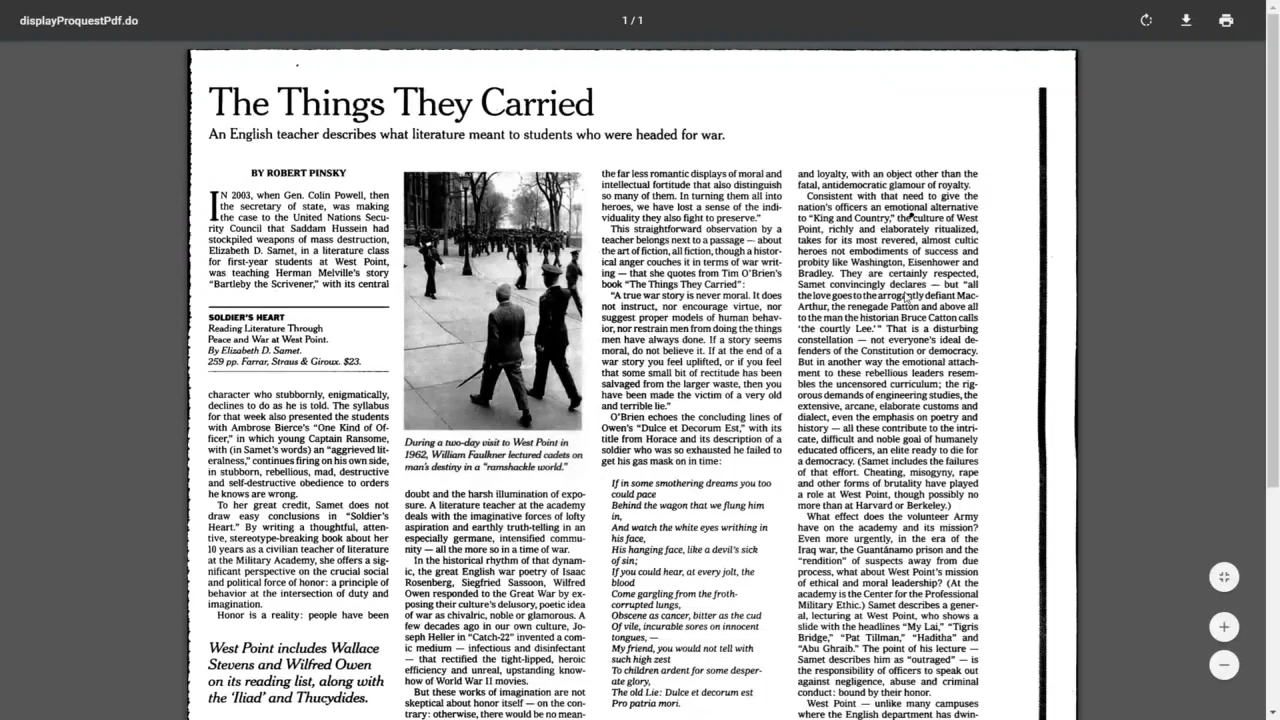 displayProquestPdf.do
1 / 1
The Things They Carried
An English teacher describes what literature meant to students who were headed for war.
BY ROBERT PINSKY
IN 2003, when Gen. Colin Powell, then
the secretary of state, was making
the case to the United Nations Secu-
rity Council that Saddam Hussein had
stockpiled weapons of mass destruction,
Elizabeth D. Samet, in a literature class
for first-year students at West Point,
was teaching Herman Melville's story
"Bartleby the Scrivener," with its central
SOLDIER'S HEART
Reading Literature Through
Peace and War at West Point.
By Elizabeth D. Samet.
259 pp. Farrar, Straus & Giroux. $23.
character who stubbornly, enigmatically,
declines to do as he is told. The syllabus
for that week also presented the students
with Ambrose Bierce's "One Kind of Of-
ficer," in which young Captain Ransome,
with (in Samet's words) an "aggrieved lit-
eralness," continues firing on his own side,
in stubborn, rebellious, mad, destructive
and self-destructive obedience to orders
he knows are wrong.
To her great credit, Samet does not
draw easy conclusions in "Soldier's
Heart." By writing a thoughtful, atten-
tive, stereotype-breaking book about her
10 years as a civilian teacher of literature
at the Military Academy, she offers a sig-
nificant perspective on the crucial social
and political force of honor: a principle of
behavior at the intersection of duty and
imagination.
Honor is a reality: people have been
West Point includes Wallace
Stevens and Wilfred Owen
on its reading list, along with
the 'Iliad' and Thucydides.
During a two-day visit to West Point in
1962, William Faulkner lectured cadets on
man's destiny in a "ramshackle world."
doubt and the harsh illumination of expo-
sure. A literature teacher at the academy
deals with the imaginative forces of lofty
aspiration and earthly truth-telling in an
especially germane, intensified commu-
nity — all the more so in a time of war.
In the historical rhythm of that dynam-
ic, the great English war poetry of Isaac
Rosenberg, Siegfried Sassoon, Wilfred
Owen responded to the Great War by ex-
posing their culture's delusory, poetic idea
of war as chivalric, noble or glamorous. A
few decades ago in our own culture, Jo-
seph Heller in "Catch-22" invented a com-
ic medium — infectious and disinfectant
— that rectified the tight-lipped, heroic
efficiency and unreal, upstanding know-
how of World War II movies.
But these works of imagination are not
skeptical about honor itself — on the con-
trary: otherwise, there would be no mean-
the far less romantic displays of moral and
intellectual fortitude that also distinguish
so many of them. In turning them all into
heroes, we have lost a sense of the indi-
viduality they also fight to preserve."
This straightforward observation by a
teacher belongs next to a passage — about
the art of fiction, all fiction, though a histor-
ical anger couches it in terms of war writ-
ing — that she quotes from Tim O'Brien's
book "The Things They Carried":
"A true war story is never moral. It does
not instruct, nor encourage virtue, nor
suggest proper models of human behav-
ior, nor restrain men from doing the things
men have always done. If a story seems
moral, do not believe it. If at the end of a
war story you feel uplifted, or if you feel
that some small bit of rectitude has been
salvaged from the larger waste, then you
have been made the victim of a very old
and terrible lie."
O'Brien echoes the concluding lines of
Owen's "Dulce et Decorum Est," with its
title from Horace and its description of a
soldier who was so exhausted he failed to
get his gas mask on in time:
If in some smothering dreams you too
could pace
Behind the wagon that we flung him
in,
And watch the white eyes writhing in
his face,
His hanging face, like a devil's sick
of sin;
If you could hear, at every jolt, the
blood
Come gargling from the froth-
corrupted lungs,
Obscene as cancer, bitter as the cud
Of vile, incurable sores on innocent
tongues, —
My friend, you would not tell with
such high zest
To children ardent for some desper-
ate glory,
The old Lie: Dulce et decorum est
Pro patria mori.
and loyalty, with an object other than the
fatal, antidemocratic glamour of royalty.
Consistent with that need to give the
nation's officers an emotional alternative
to "King and Country," the culture of West
Point, richly and elaborately ritualized,
takes for its most revered, almost cultic
heroes not embodiments of success and
probity like Washington, Eisenhower and
Bradley. They are certainly respected,
Samet convincingly declares — but "all
the love goes to the arrogantly defiant Mac-
Arthur, the renegade Patton and above all
to the man the historian Bruce Catton calls
'the courtly Lee.'" That is a disturbing
constellation — not everyone's ideal de-
fenders of the Constitution or democracy.
But in another way the emotional attach-
ment to these rebellious leaders resem-
bles the uncensored curriculum; the rig-
orous demands of engineering studies, the
extensive, arcane, elaborate customs and
dialect, even the emphasis on poetry and
history — all these contribute to the intri-
cate, difficult and noble goal of humanely
educated officers, an elite ready to die for
a democracy. (Samet includes the failures
of that effort. Cheating, misogyny, rape
and other forms of brutality have played
a role at West Point, though possibly no
more than at Harvard or Berkeley.)
What effect does the volunteer Army
have on the academy and its mission?
Even more urgently, in the era of the
Iraq war, the Guantánamo prison and the
"rendition" of suspects away from due
process, what about West Point's mission
of ethical and moral leadership? (At the
academy is the Center for the Professional
Military Ethic.) Samet describes a gener-
al, lecturing at West Point, who shows a
slide with the headlines "My Lai," "Tigris
Bridge," "Pat Tillman," "Haditha" and
"Abu Ghraib." The point of his lecture —
Samet describes him as "outraged" — is
the responsibility of officers to speak out
against negligence, abuse and criminal
conduct: bound by their honor.
West Point — unlike many campuses
where the English department has dwin-